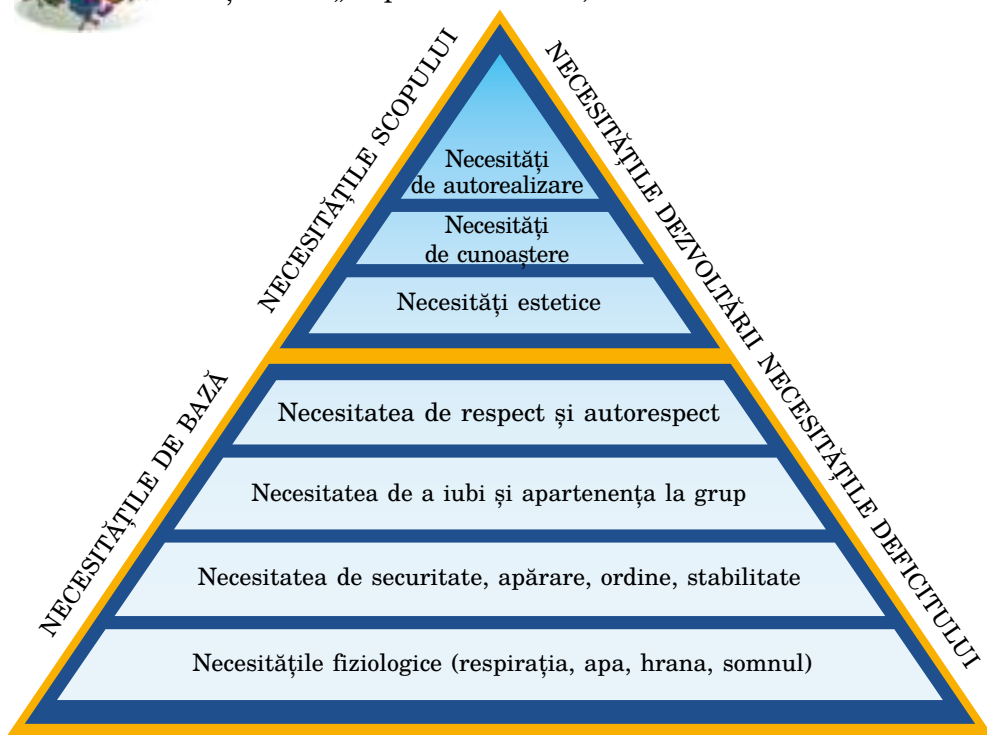 NECESITĂȚILE SCOPULUI
NECESITĂȚILE DEZVOLTĂRII
Necesități
de autorealizare
Necesități
de cunoaștere
Necesități estetice
NECESITĂȚILE DE BAZĂ
NECESITĂȚILE DEFICITULUI
Necesitatea de respect și autorespect
Necesitatea de a iubi și apartenența la grup
Necesitatea de securitate, apărare, ordine, stabilitate
Necesitățile fiziologice (respirația, apa, hrana, somnul)